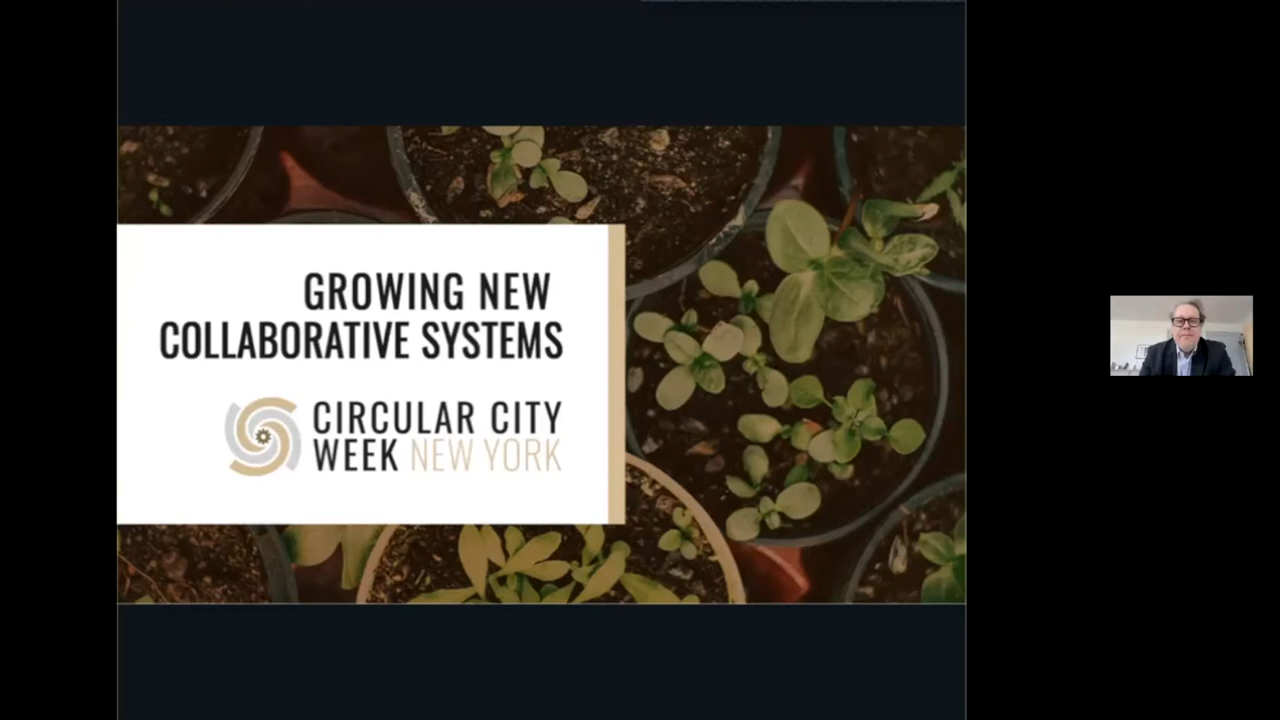 GROWING NEW
COLLABORATIVE SYSTEMS
CIRCULAR CITY
WEEK NEW YORK